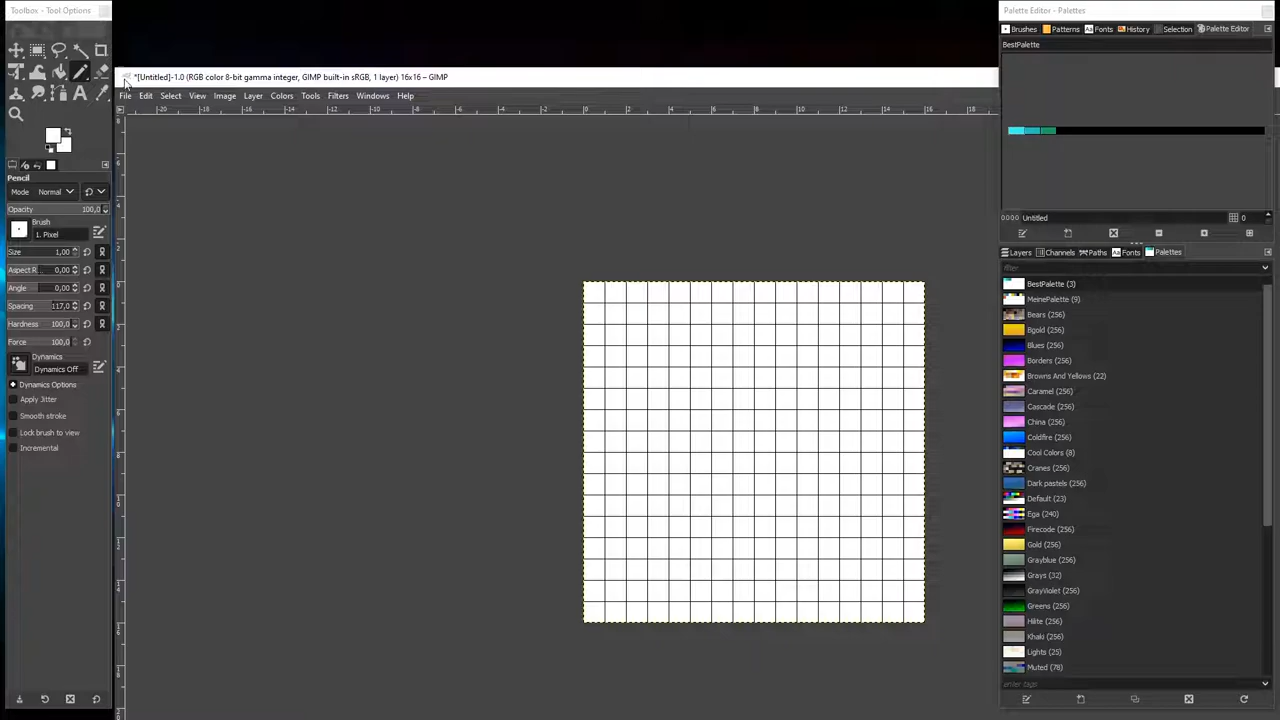 Toolbox - Tool Options
Pencil
Mode Normal
Opacity 100,0
Brush
1. Pixel
Size 1,00
Aspect R... 0,00
Angle 0,00
Spacing 117,0
Hardness 100,0
Force 100,0
Dynamics
Dynamics Off
Dynamics Options
Apply Jitter
Smooth stroke
Lock brush to view
Incremental
*[Untitled]-1.0 (RGB color 8-bit gamma integer, GIMP built-in sRGB, 1 layer) 16x16 – GIMP
File Edit Select View Image Layer Colors Tools Filters Windows Help
Palette Editor - Palettes
Brushes Patterns Fonts History Selection Palette Editor
BestPalette
Untitled 0
Layers Channels Paths Fonts Palettes
filter
BestPalette (3)
MeinePalette (9)
Bears (256)
Bgold (256)
Blues (256)
Borders (256)
Browns And Yellows (22)
Caramel (256)
Cascade (256)
China (256)
Coldfire (256)
Cool Colors (8)
Cranes (256)
Dark pastels (256)
Default (23)
Ega (240)
Firecode (256)
Gold (256)
Grayblue (256)
Grays (32)
GrayViolet (256)
Greens (256)
Hilite (256)
Khaki (256)
Lights (25)
Muted (78)
enter tags